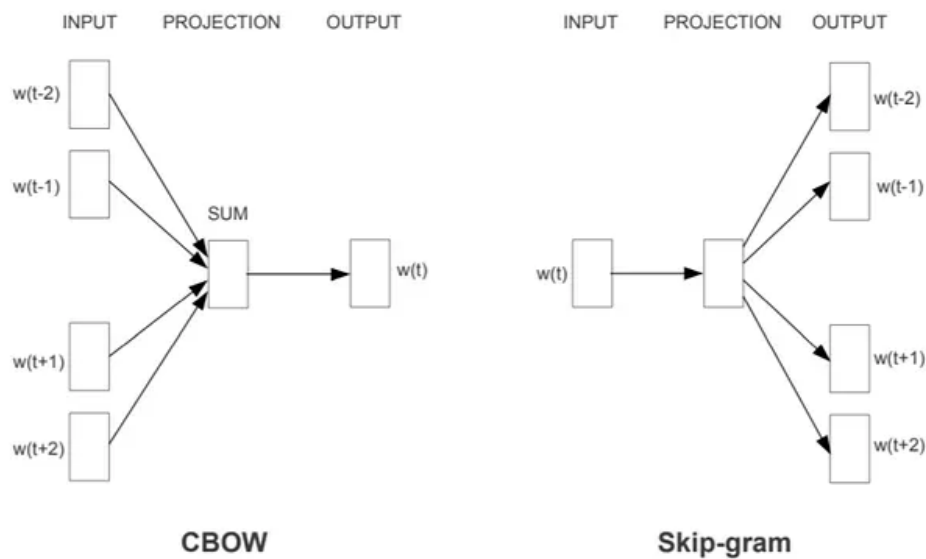 INPUT PROJECTION OUTPUT
w(t-2)
w(t-1)
SUM
w(t)
w(t+1)
w(t+2)
CBOW
INPUT PROJECTION OUTPUT
w(t-2)
w(t-1)
w(t)
w(t+1)
w(t+2)
Skip-gram